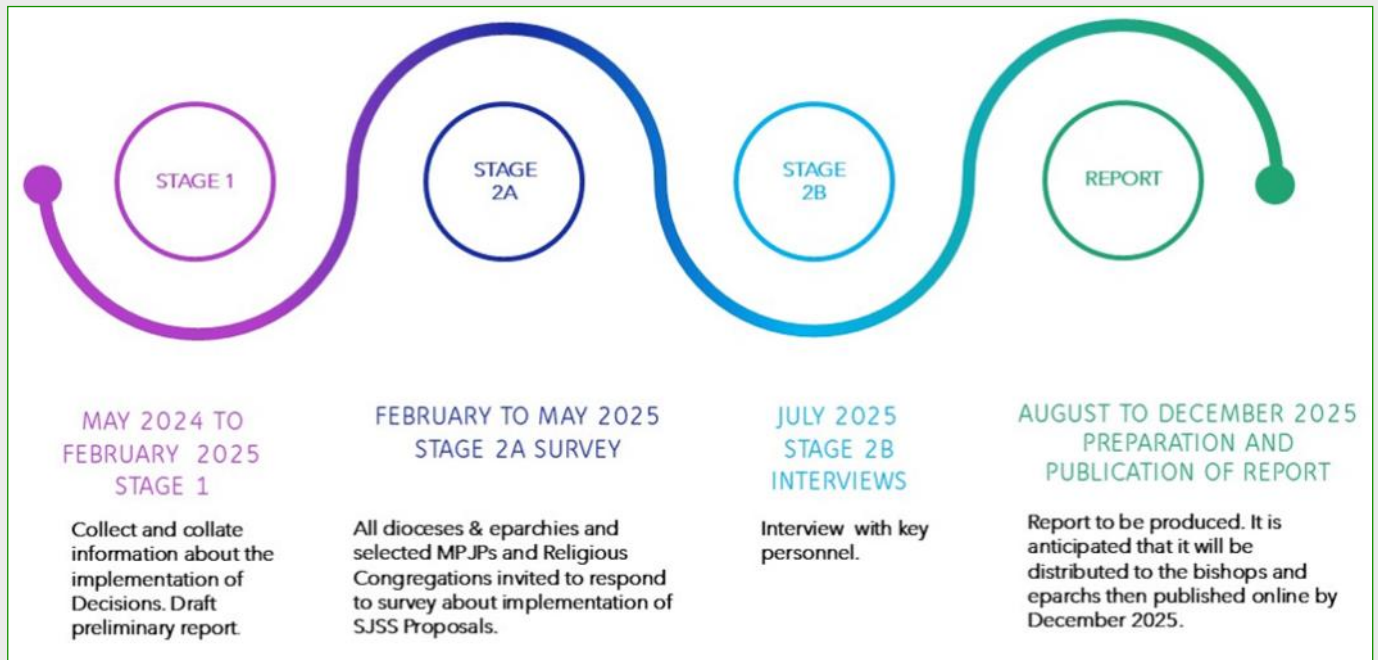 STAGE 1
STAGE
2A
STAGE
2B
REPORT
MAY 2024 TO
FEBRUARY 2025
STAGE 1
Collect and collate
information about the
implementation of
Decisions. Draft
preliminary report.
FEBRUARY TO MAY 2025
STAGE 2A SURVEY
All dioceses & eparchies and
selected MPJPs and Religious
Congregations invited to respond
to survey about implementation of
SJSS Proposals.
JULY 2025
STAGE 2B
INTERVIEWS
Interview with key
personnel.
AUGUST TO DECEMBER 2025
PREPARATION AND
PUBLICATION OF REPORT
Report to be produced. It is
anticipated that it will be
distributed to the bishops and
eparchs then published online by
December 2025.